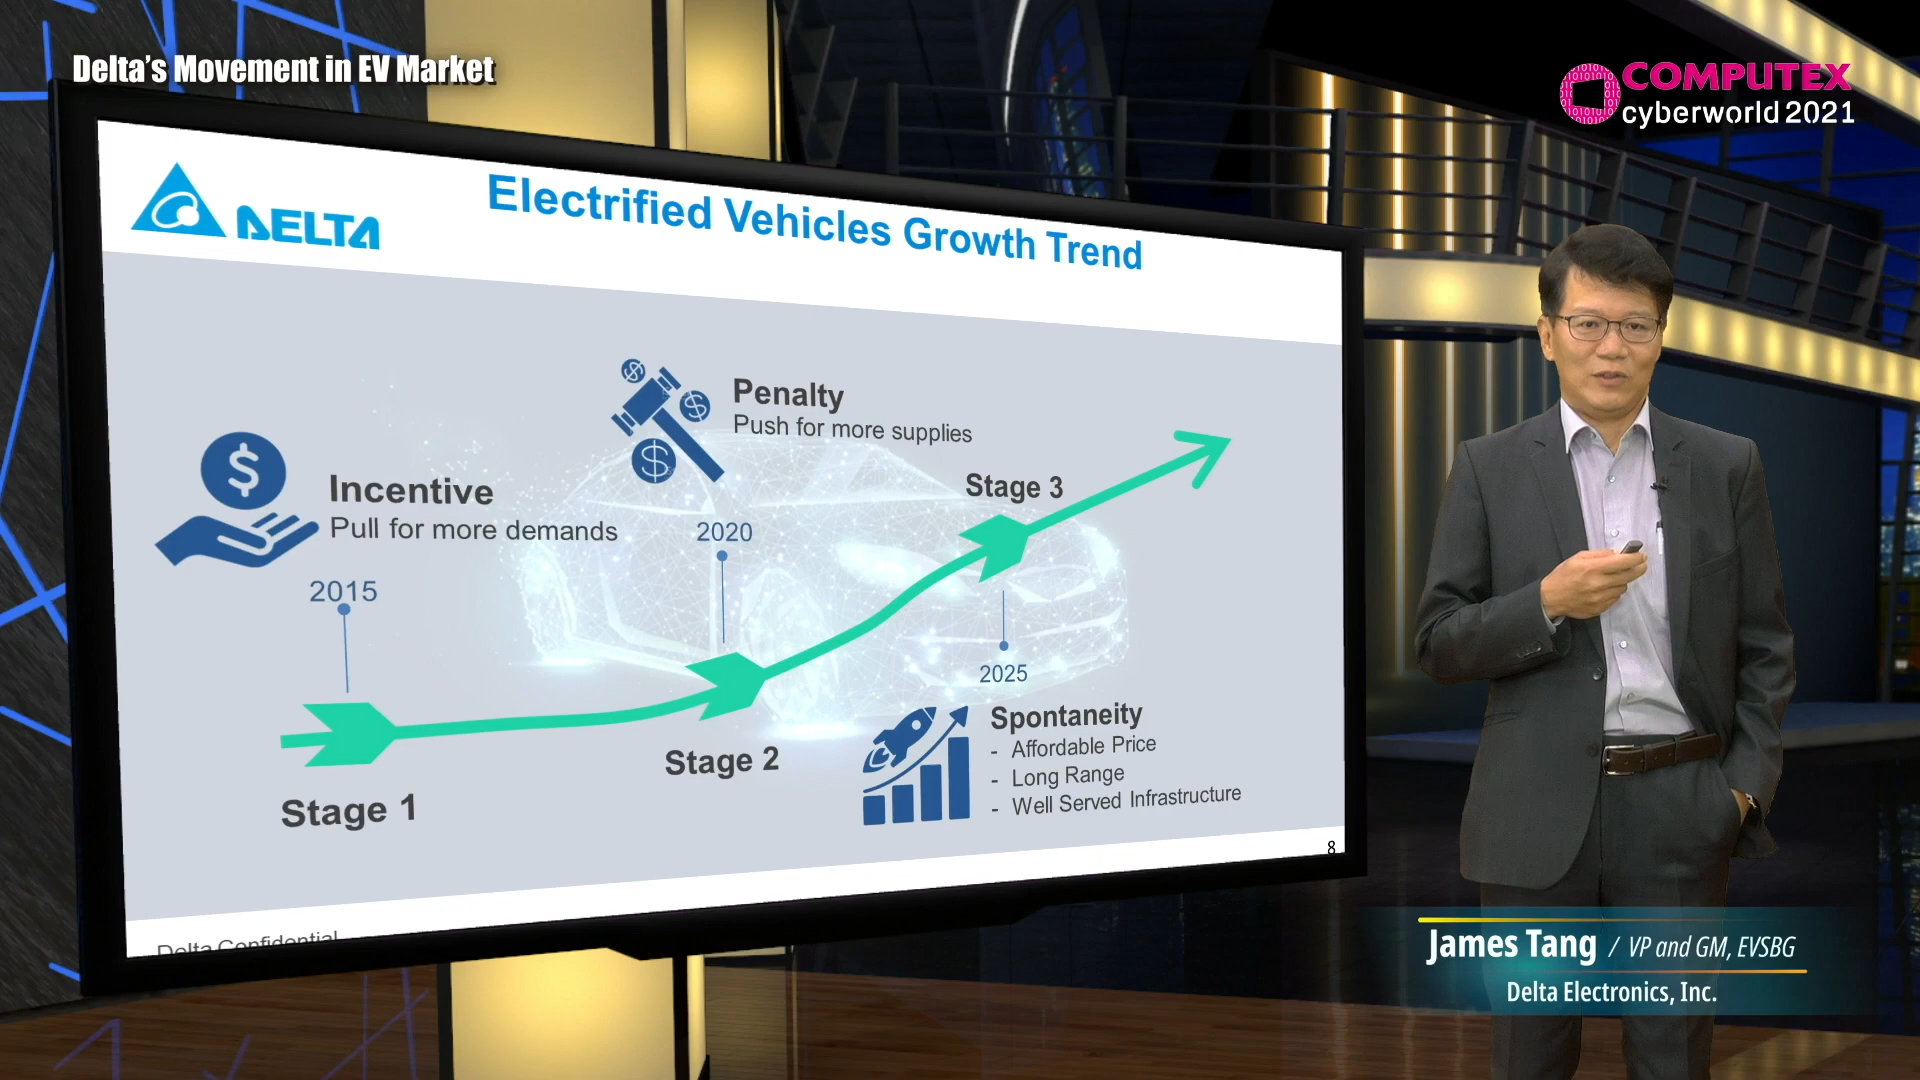 Delta's Movement in EV Market
COMPUTEX
cyberworld 2021
DELTA
Electrified Vehicles Growth Trend
Incentive
Pull for more demands
2015
Stage 1
Penalty
Push for more supplies
2020
Stage 2
Stage 3
2025
Spontaneity
- Affordable Price
- Long Range
- Well Served Infrastructure
8
Delta Confidential
James Tang / VP and GM, EVSBG
Delta Electronics, Inc.